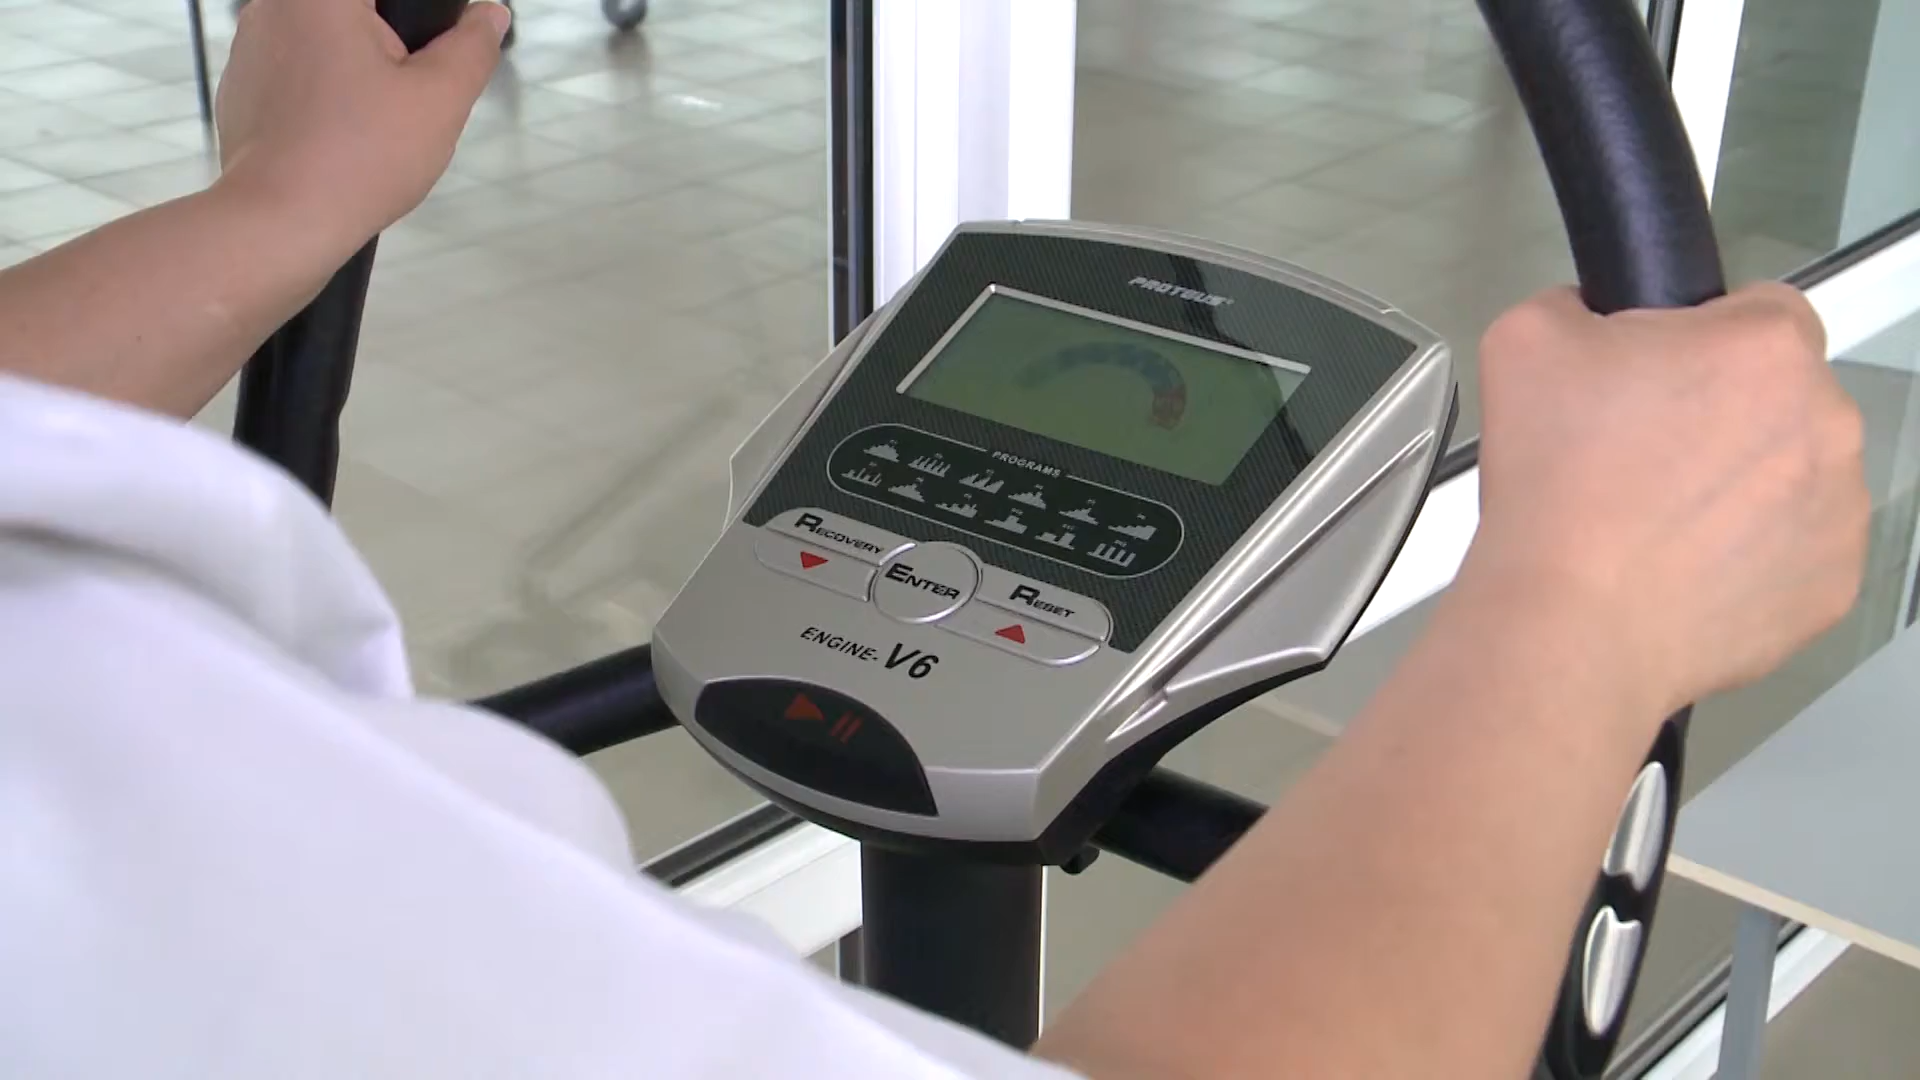 PROTEUS®
PROGRAMS
RECOVERY
ENTER
RESET
ENGINE-V6